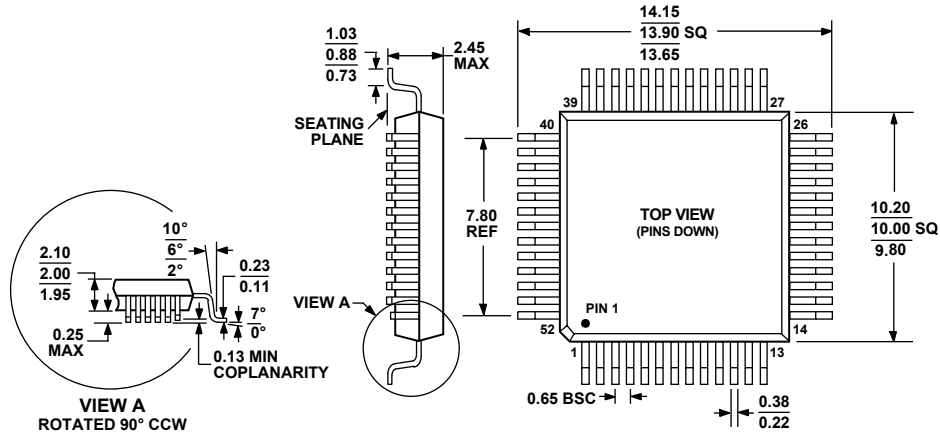 14.15
13.90 SQ
13.65
1.03
0.88
0.73
2.45
MAX
39
27
SEATING
PLANE
40
26
7.80
REF
TOP VIEW
(PINS DOWN)
10.20
10.00 SQ
9.80
10°
6°
2°
2.10
2.00
1.95
0.23
0.11
VIEW A
PIN 1
7°
0°
0.25
MAX
52
14
0.13 MIN
COPLANARITY
1
13
0.65 BSC
0.38
0.22
VIEW A
ROTATED 90° CCW